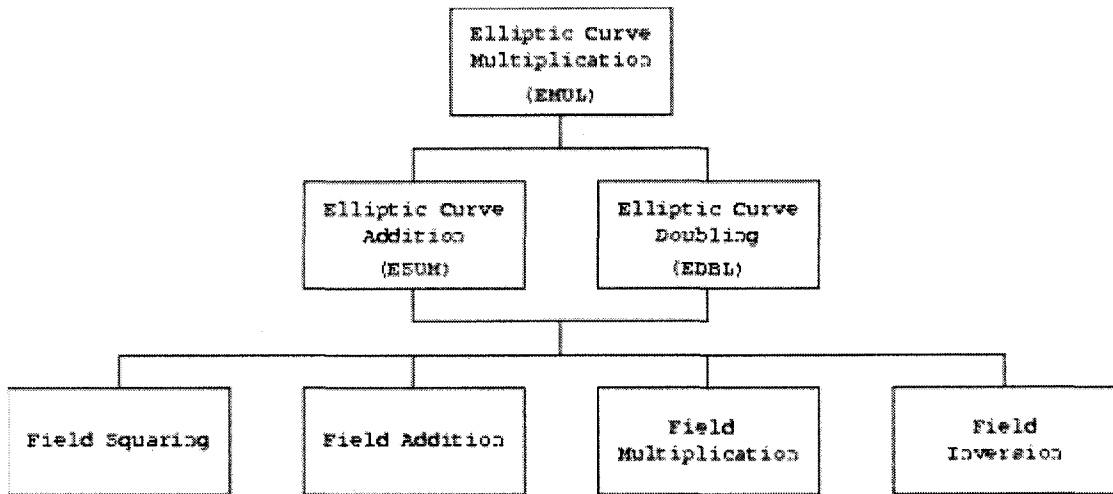 Elliptic Curve
Multiplication
(EMUL)
Elliptic Curve
Addition
(ESUM)
Elliptic Curve
Doubling
(EDBL)
Field Squaring
Field Addition
Field
Multiplication
Field
Inversion